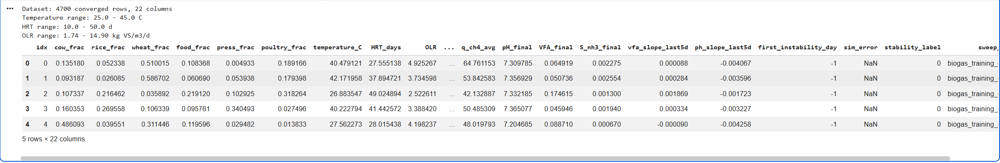 Dataset: 4700 converged rows, 22 columns
Temperature range: 25.0 - 45.0 C
HRT range: 10.0 - 50.0 d
OLR range: 1.74 - 14.90 kg VS/m3/d
idx cow_frac rice_frac wheat_frac food_frac press_frac poultry_frac temperature_C HRT_days OLR ... q_ch4_avg pH_final VFA_final S_nh3_final vfa_slope_last5d ph_slope_last5d first_instability_day sim_error stability_label sweep_
0 0 0.135180 0.052338 0.510015 0.108368 0.004933 0.189166 40.479121 27.555138 4.925267 ... 64.761153 7.309785 0.064919 0.002275 0.000088 -0.004067 -1 NaN 0 biogas_training_
1 1 0.093187 0.026085 0.586702 0.060690 0.053938 0.179398 42.171958 37.894721 3.734598 ... 53.842583 7.356929 0.050736 0.002554 0.000284 -0.003596 -1 NaN 0 biogas_training_
2 2 0.107337 0.216462 0.035892 0.219120 0.102925 0.318264 26.883547 49.024894 2.522611 ... 42.132887 7.332185 0.174615 0.001300 0.001869 -0.001723 -1 NaN 0 biogas_training_
3 3 0.160353 0.269558 0.106339 0.095761 0.340493 0.027496 40.222794 41.442572 3.388420 ... 50.485309 7.365077 0.045946 0.001940 0.000334 -0.003227 -1 NaN 0 biogas_training_
4 4 0.486093 0.039551 0.311446 0.119596 0.029482 0.013833 27.562273 28.015438 4.198237 ... 48.019793 7.204685 0.088710 0.000670 -0.000090 -0.004258 -1 NaN 0 biogas_training_
5 rows × 22 columns